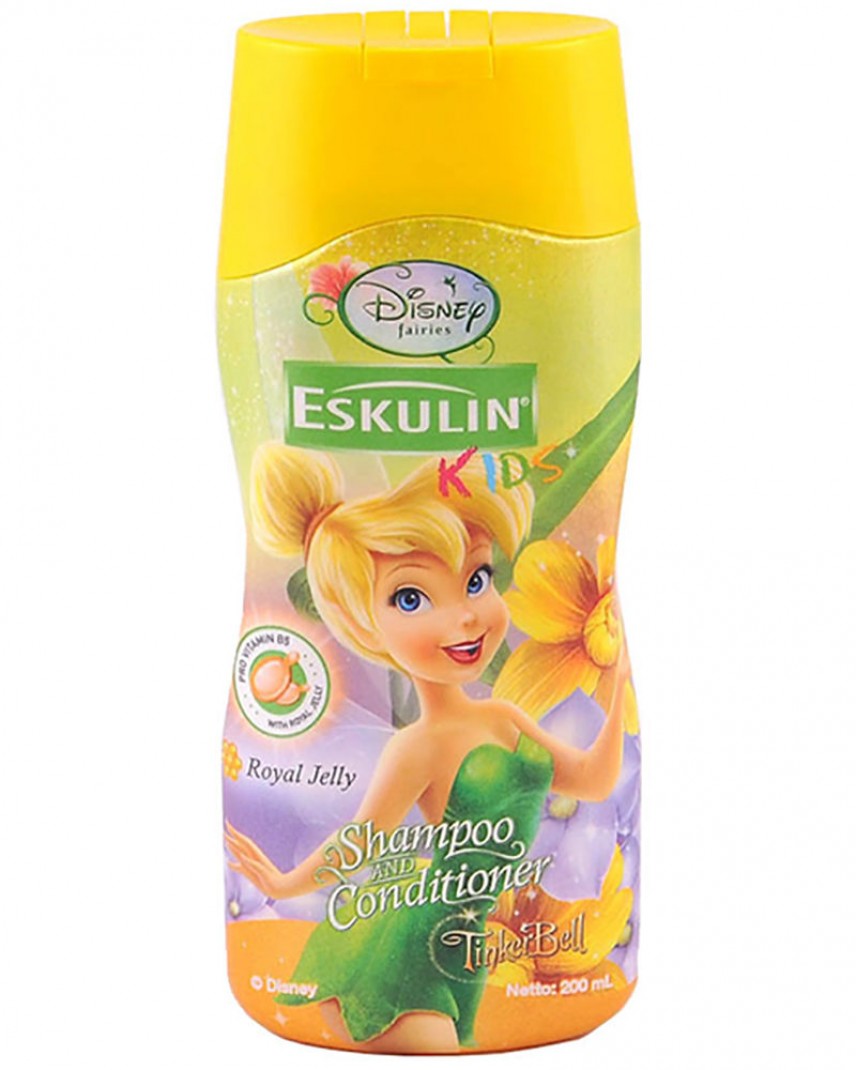 Disney
fairies
ESKULIN®
KIDS
PRO VITAMIN B5
WITH ROYAL JELLY
Royal Jelly
Shampoo
AND
Conditioner
TinkerBell
© Disney
Netto: 200 ml.